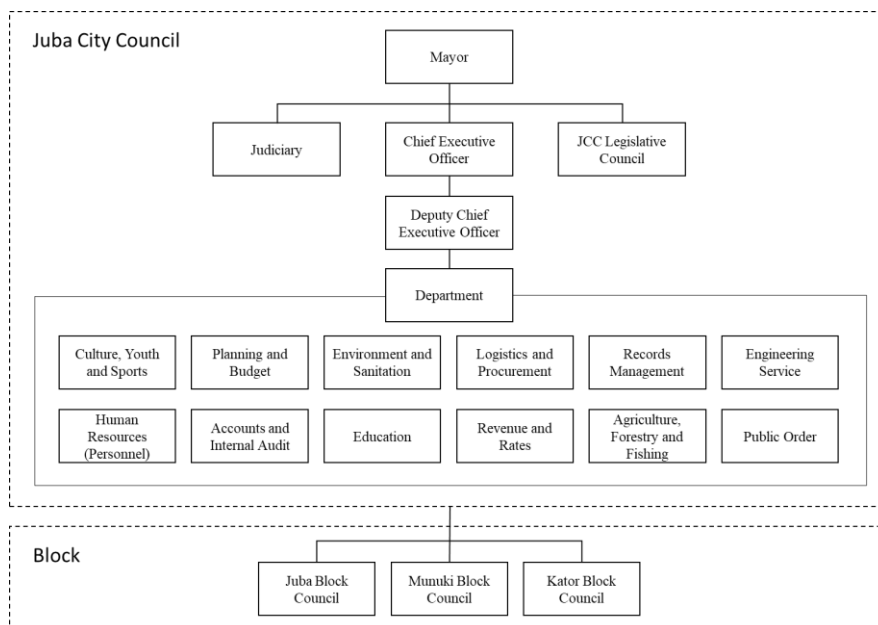 Juba City Council
Mayor
Judiciary
Chief Executive
Officer
JCC Legislative
Council
Deputy Chief
Executive Officer
Department
Culture, Youth
and Sports
Planning and
Budget
Environment and
Sanitation
Logistics and
Procurement
Records
Management
Engineering
Service
Human
Resources
(Personnel)
Accounts and
Internal Audit
Education
Revenue and
Rates
Agriculture,
Forestry and
Fishing
Public Order
Block
Juba Block
Council
Munuki Block
Council
Kator Block
Council